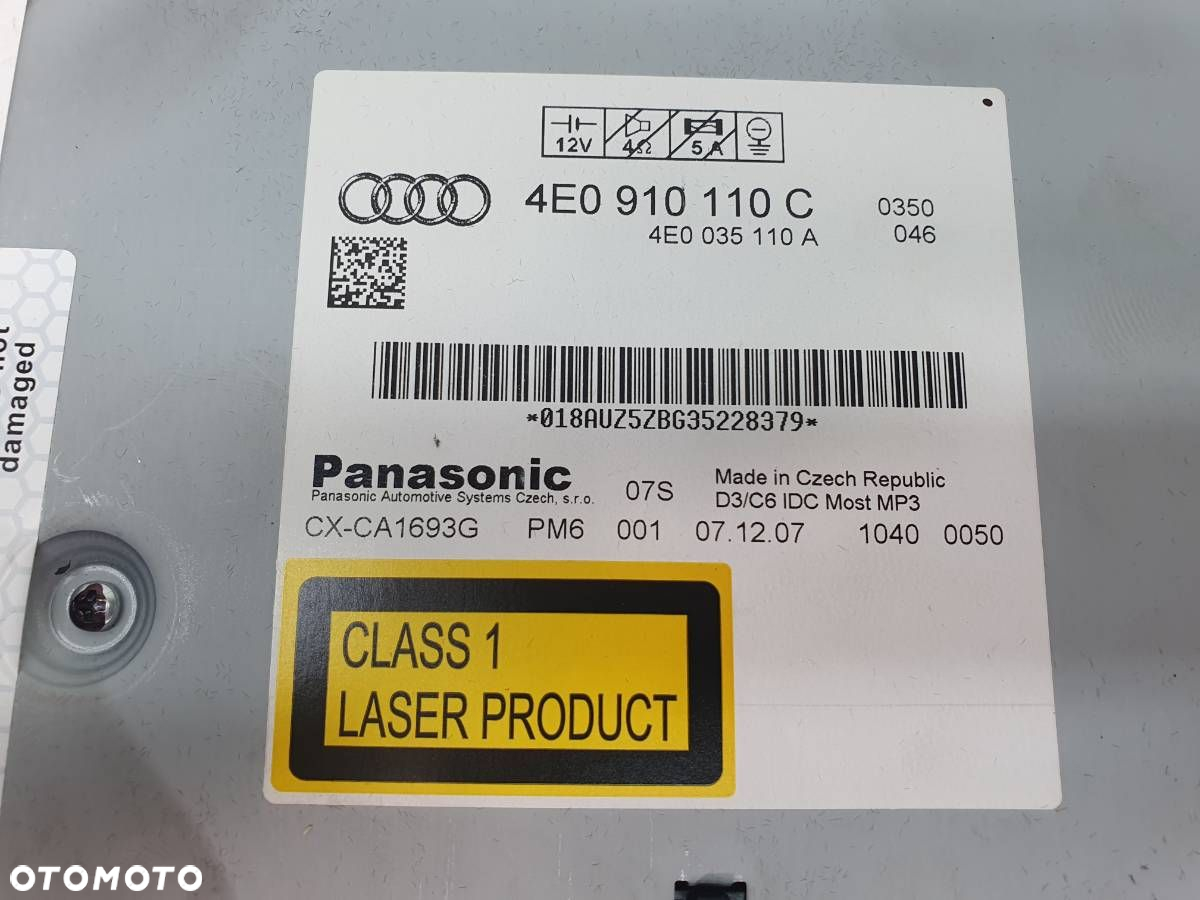 12V 4Ω 5A
4E0 910 110 C 0350
4E0 035 110 A 046
*018AUZ5ZBG35228379*
Panasonic
Panasonic Automotive Systems Czech, s.r.o.
07S
Made in Czech Republic
D3/C6 IDC Most MP3
CX-CA1693G PM6 001 07.12.07 1040 0050
CLASS 1
LASER PRODUCT
damaged
OTOMOTO